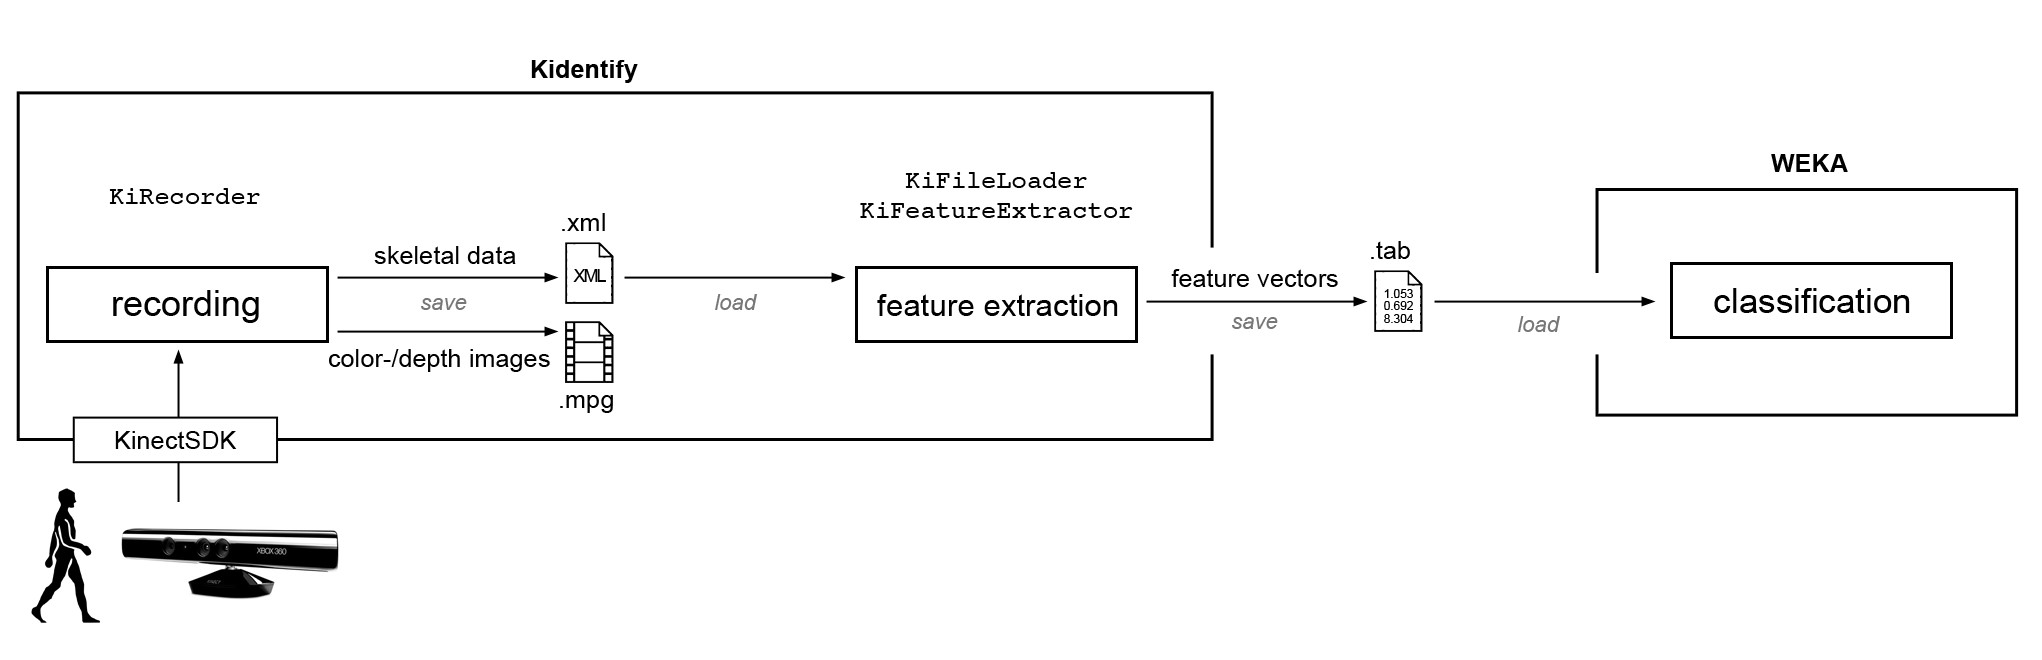 Kidentify
WEKA
KiRecorder
KiFileLoader
KiFeatureExtractor
.xml
XML
skeletal data
save
load
recording
color-/depth images
.mpg
feature extraction
feature vectors
save
.tab
1.053
0.692
8.304
load
classification
KinectSDK
XBOX 360